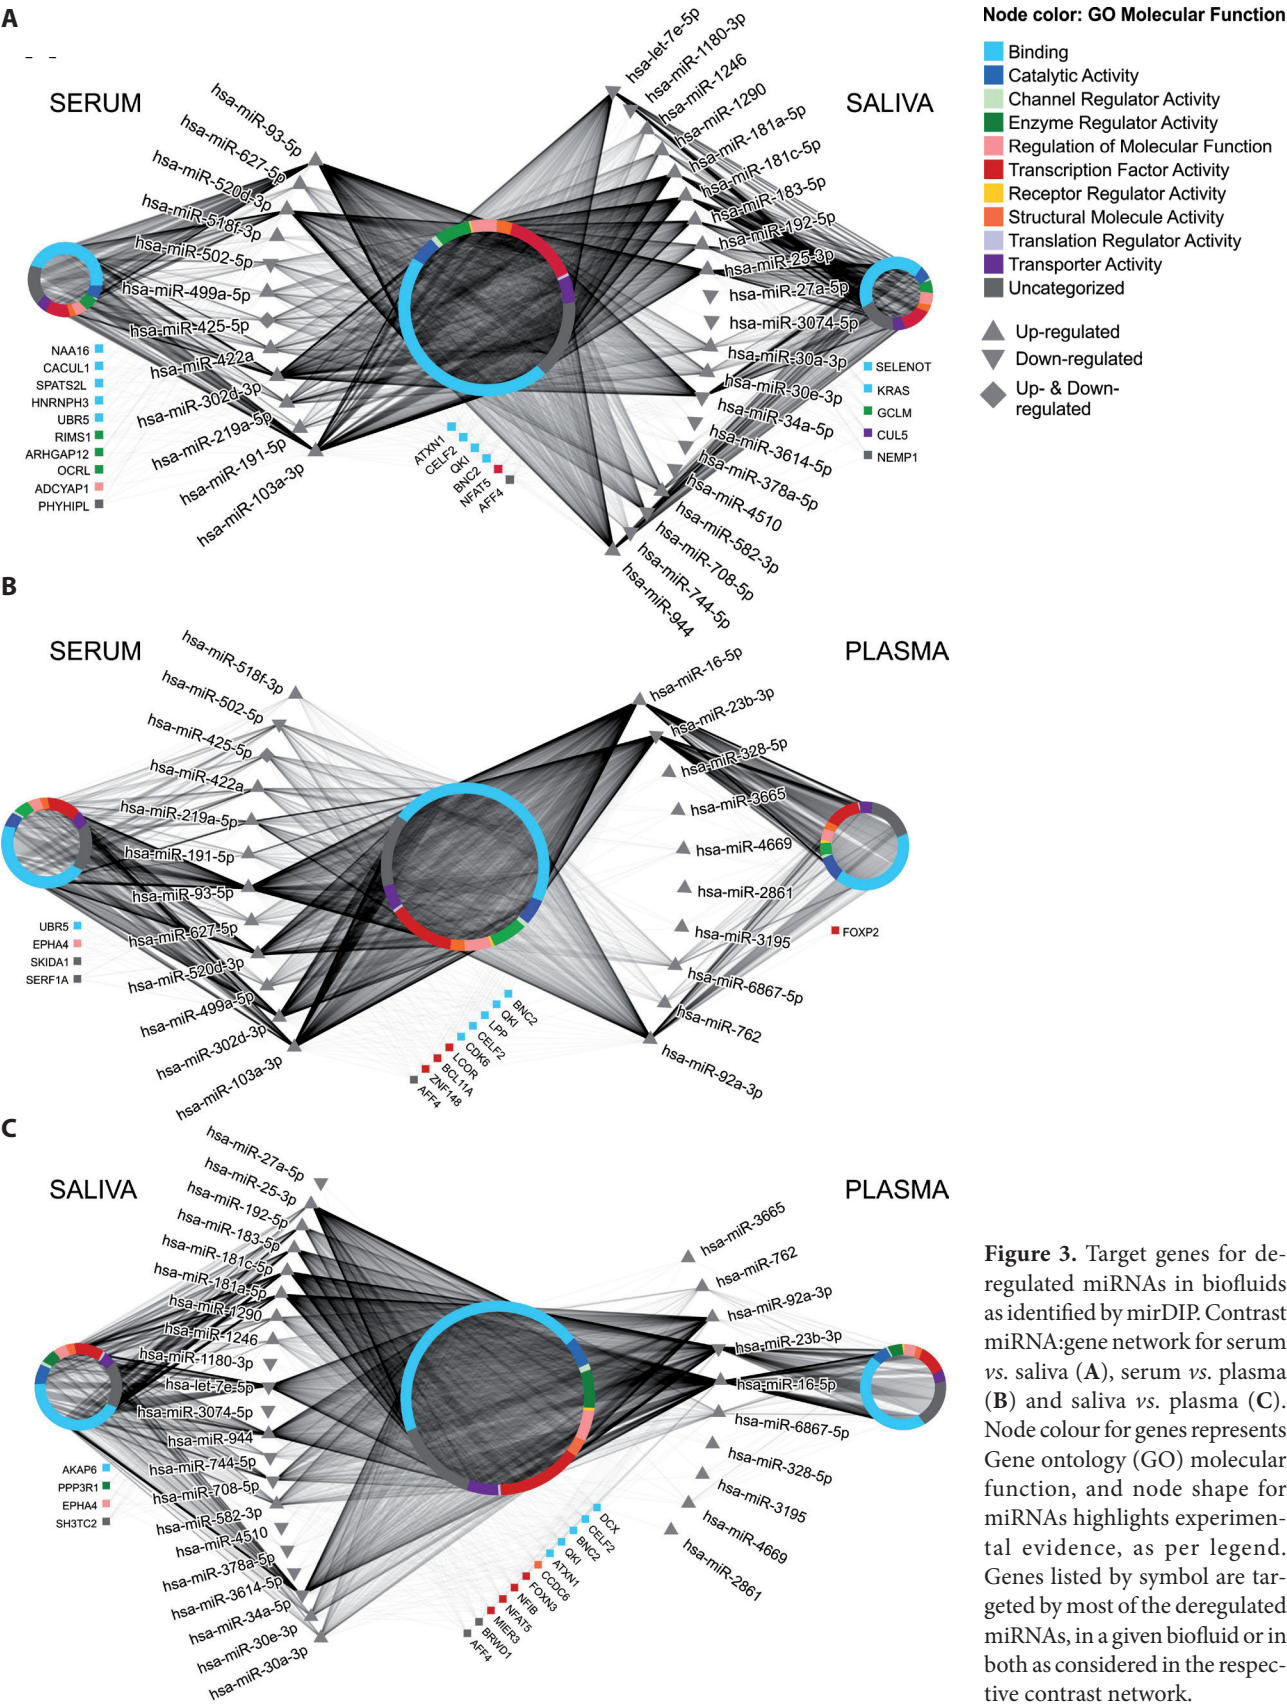 A
SERUM
SALIVA
hsa-miR-93-5p
hsa-miR-627-5p
hsa-miR-520d-3p
hsa-miR-518f-3p
hsa-miR-502-5p
hsa-miR-499a-5p
hsa-miR-425-5p
hsa-miR-422a
hsa-miR-302d-3p
hsa-miR-219a-5p
hsa-miR-191-5p
hsa-miR-103a-3p
NAA16
CACUL1
SPATS2L
HNRNPH3
UBR5
RIMS1
ARHGAP12
OCRL
ADCYAP1
PHYHIPL
ATXN1
CELF2
QKI
BNC2
NFAT5
AFF4
hsa-let-7e-5p
hsa-miR-1180-3p
hsa-miR-1246
hsa-miR-1290
hsa-miR-181a-5p
hsa-miR-181c-5p
hsa-miR-183-5p
hsa-miR-192-5p
hsa-miR-25-3p
hsa-miR-27a-5p
hsa-miR-3074-5p
hsa-miR-30a-3p
hsa-miR-30e-3p
hsa-miR-34a-5p
hsa-miR-3614-5p
hsa-miR-378a-5p
hsa-miR-4510
hsa-miR-582-3p
hsa-miR-708-5p
hsa-miR-744-5p
hsa-miR-944
SELENOT
KRAS
GCLM
CUL5
NEMP1
Node color: GO Molecular Function
Binding
Catalytic Activity
Channel Regulator Activity
Enzyme Regulator Activity
Regulation of Molecular Function
Transcription Factor Activity
Receptor Regulator Activity
Structural Molecule Activity
Translation Regulator Activity
Transporter Activity
Uncategorized
Up-regulated
Down-regulated
Up- & Down-
regulated
B
SERUM
PLASMA
hsa-miR-518f-3p
hsa-miR-502-5p
hsa-miR-425-5p
hsa-miR-422a
hsa-miR-219a-5p
hsa-miR-191-5p
hsa-miR-93-5p
hsa-miR-627-5p
hsa-miR-520d-3p
hsa-miR-499a-5p
hsa-miR-302d-3p
hsa-miR-103a-3p
UBR5
EPHA4
SKIDA1
SERF1A
BNC2
QKI
LPP
CELF2
CDK6
LCOR
BCL11A
ZNF148
AFF4
hsa-miR-16-5p
hsa-miR-23b-3p
hsa-miR-328-5p
hsa-miR-3665
hsa-miR-4669
hsa-miR-2861
hsa-miR-3195
hsa-miR-6867-5p
hsa-miR-762
hsa-miR-92a-3p
FOXP2
C
SALIVA
PLASMA
hsa-miR-27a-5p
hsa-miR-25-3p
hsa-miR-192-5p
hsa-miR-183-5p
hsa-miR-181c-5p
hsa-miR-181a-5p
hsa-miR-1290
hsa-miR-1246
hsa-miR-1180-3p
hsa-let-7e-5p
hsa-miR-3074-5p
hsa-miR-944
hsa-miR-744-5p
hsa-miR-708-5p
hsa-miR-582-3p
hsa-miR-4510
hsa-miR-378a-5p
hsa-miR-3614-5p
hsa-miR-34a-5p
hsa-miR-30e-3p
hsa-miR-30a-3p
AKAP6
PPP3R1
EPHA4
SH3TC2
DCX
CELF2
BNC2
QKI
ATXN1
CCDC6
FOXN3
NFIB
NFAT5
MIER3
BRWD1
AFF4
hsa-miR-3665
hsa-miR-762
hsa-miR-92a-3p
hsa-miR-23b-3p
hsa-miR-16-5p
hsa-miR-6867-5p
hsa-miR-328-5p
hsa-miR-3195
hsa-miR-4669
hsa-miR-2861
Figure 3. Target genes for de-
regulated miRNAs in biofluids
as identified by mirDIP. Contrast
miRNA:gene network for serum
vs. saliva (A), serum vs. plasma
(B) and saliva vs. plasma (C).
Node colour for genes represents
Gene ontology (GO) molecular
function, and node shape for
miRNAs highlights experimen-
tal evidence, as per legend.
Genes listed by symbol are tar-
geted by most of the deregulated
miRNAs, in a given biofluid or in
both as considered in the respec-
tive contrast network.